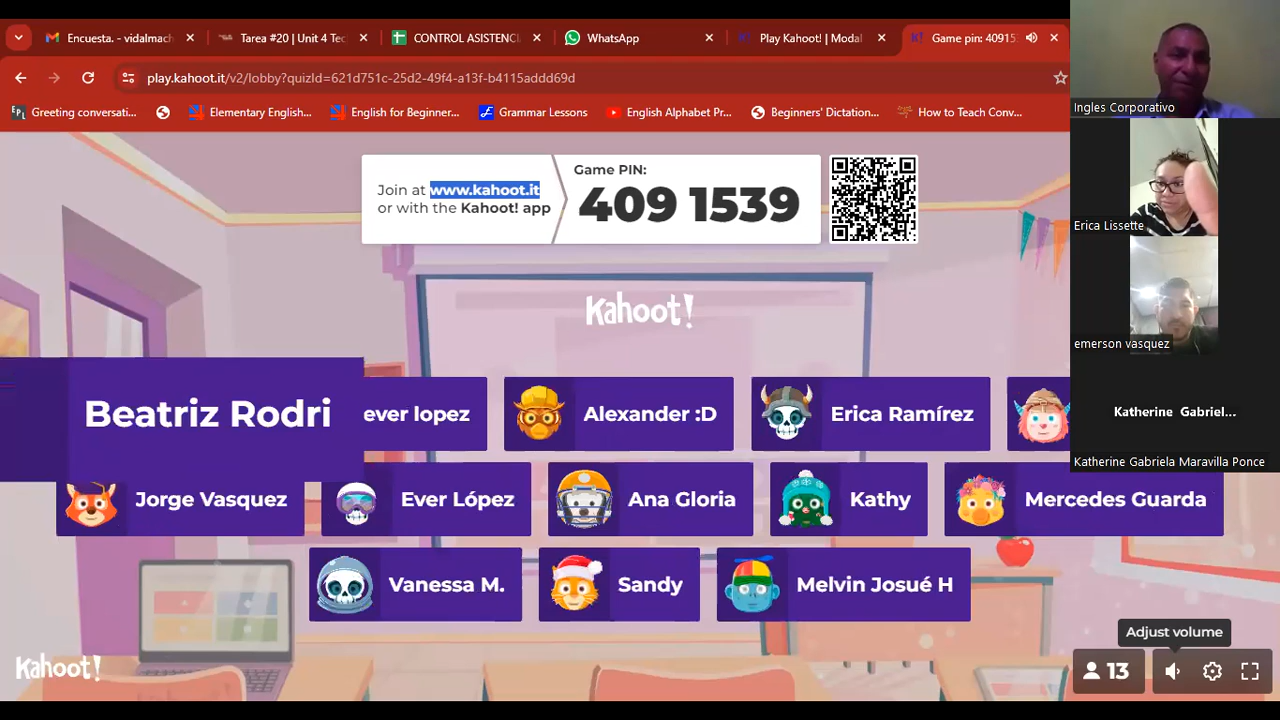 Encuesta. - vidalmach
Tarea #20 | Unit 4 Tec
CONTROL ASISTENCI
WhatsApp
Play Kahoot! | Modal
Game pin: 40915
play.kahoot.it/v2/lobby?quizId=621d751c-25d2-49f4-a13f-b4115addd69d
EPL
Greeting conversati...
Elementary English...
English for Beginner...
Grammar Lessons
English Alphabet Pr...
Beginners' Dictation...
How to Teach Conv...
Join at www.kahoot.it
or with the Kahoot! app
Game PIN:
409 1539
Kahoot!
Beatriz Rodri
ever lopez
Alexander :D
Erica Ramírez
Jorge Vasquez
Ever López
Ana Gloria
Kathy
Mercedes Guarda
Vanessa M.
Sandy
Melvin Josué H
Adjust volume
Kahoot!
13
Ingles Corporativo
Erica Lissette
emerson vasquez
Katherine Gabriel...
Katherine Gabriela Maravilla Ponce